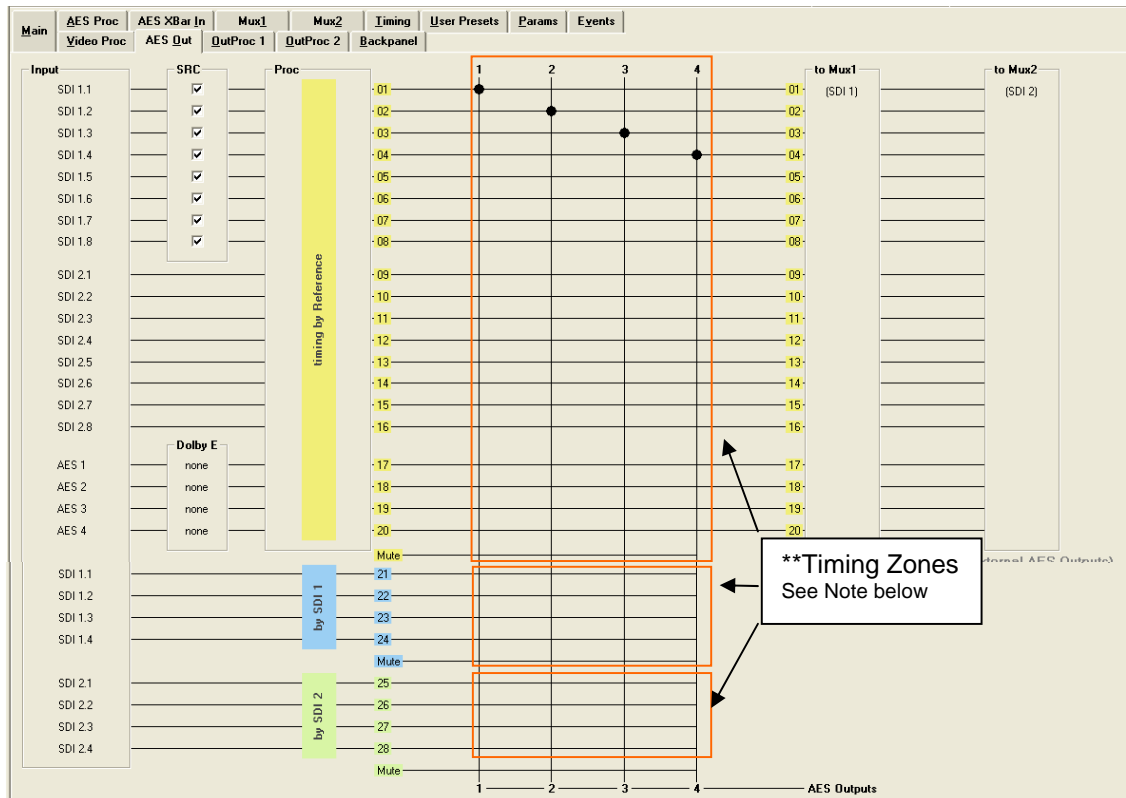 Main AES Proc AES XBar In Mux1 Mux2 Timing User Presets Params Events
Video Proc AES Out OutProc 1 OutProc 2 Backpanel
Input SRC Proc 1 2 3 4 to Mux1 to Mux2
SDI 1.1 01 01 (SDI 1) (SDI 2)
SDI 1.2 02 02
SDI 1.3 03 03
SDI 1.4 04 04
SDI 1.5 05 05
SDI 1.6 06 06
SDI 1.7 07 07
SDI 1.8 08 08
timing by Reference
SDI 2.1 09 09
SDI 2.2 10 10
SDI 2.3 11 11
SDI 2.4 12 12
SDI 2.5 13 13
SDI 2.6 14 14
SDI 2.7 15 15
SDI 2.8 16 16
Dolby E
AES 1 none 17 17
AES 2 none 18 18
AES 3 none 19 19
AES 4 none 20 20
Mute
**Timing Zones
See Note below
AES Outputs)
by SDI 1
SDI 1.1 21
SDI 1.2 22
SDI 1.3 23
SDI 1.4 24
Mute
by SDI 2
SDI 2.1 25
SDI 2.2 26
SDI 2.3 27
SDI 2.4 28
Mute
1 2 3 4 AES Outputs